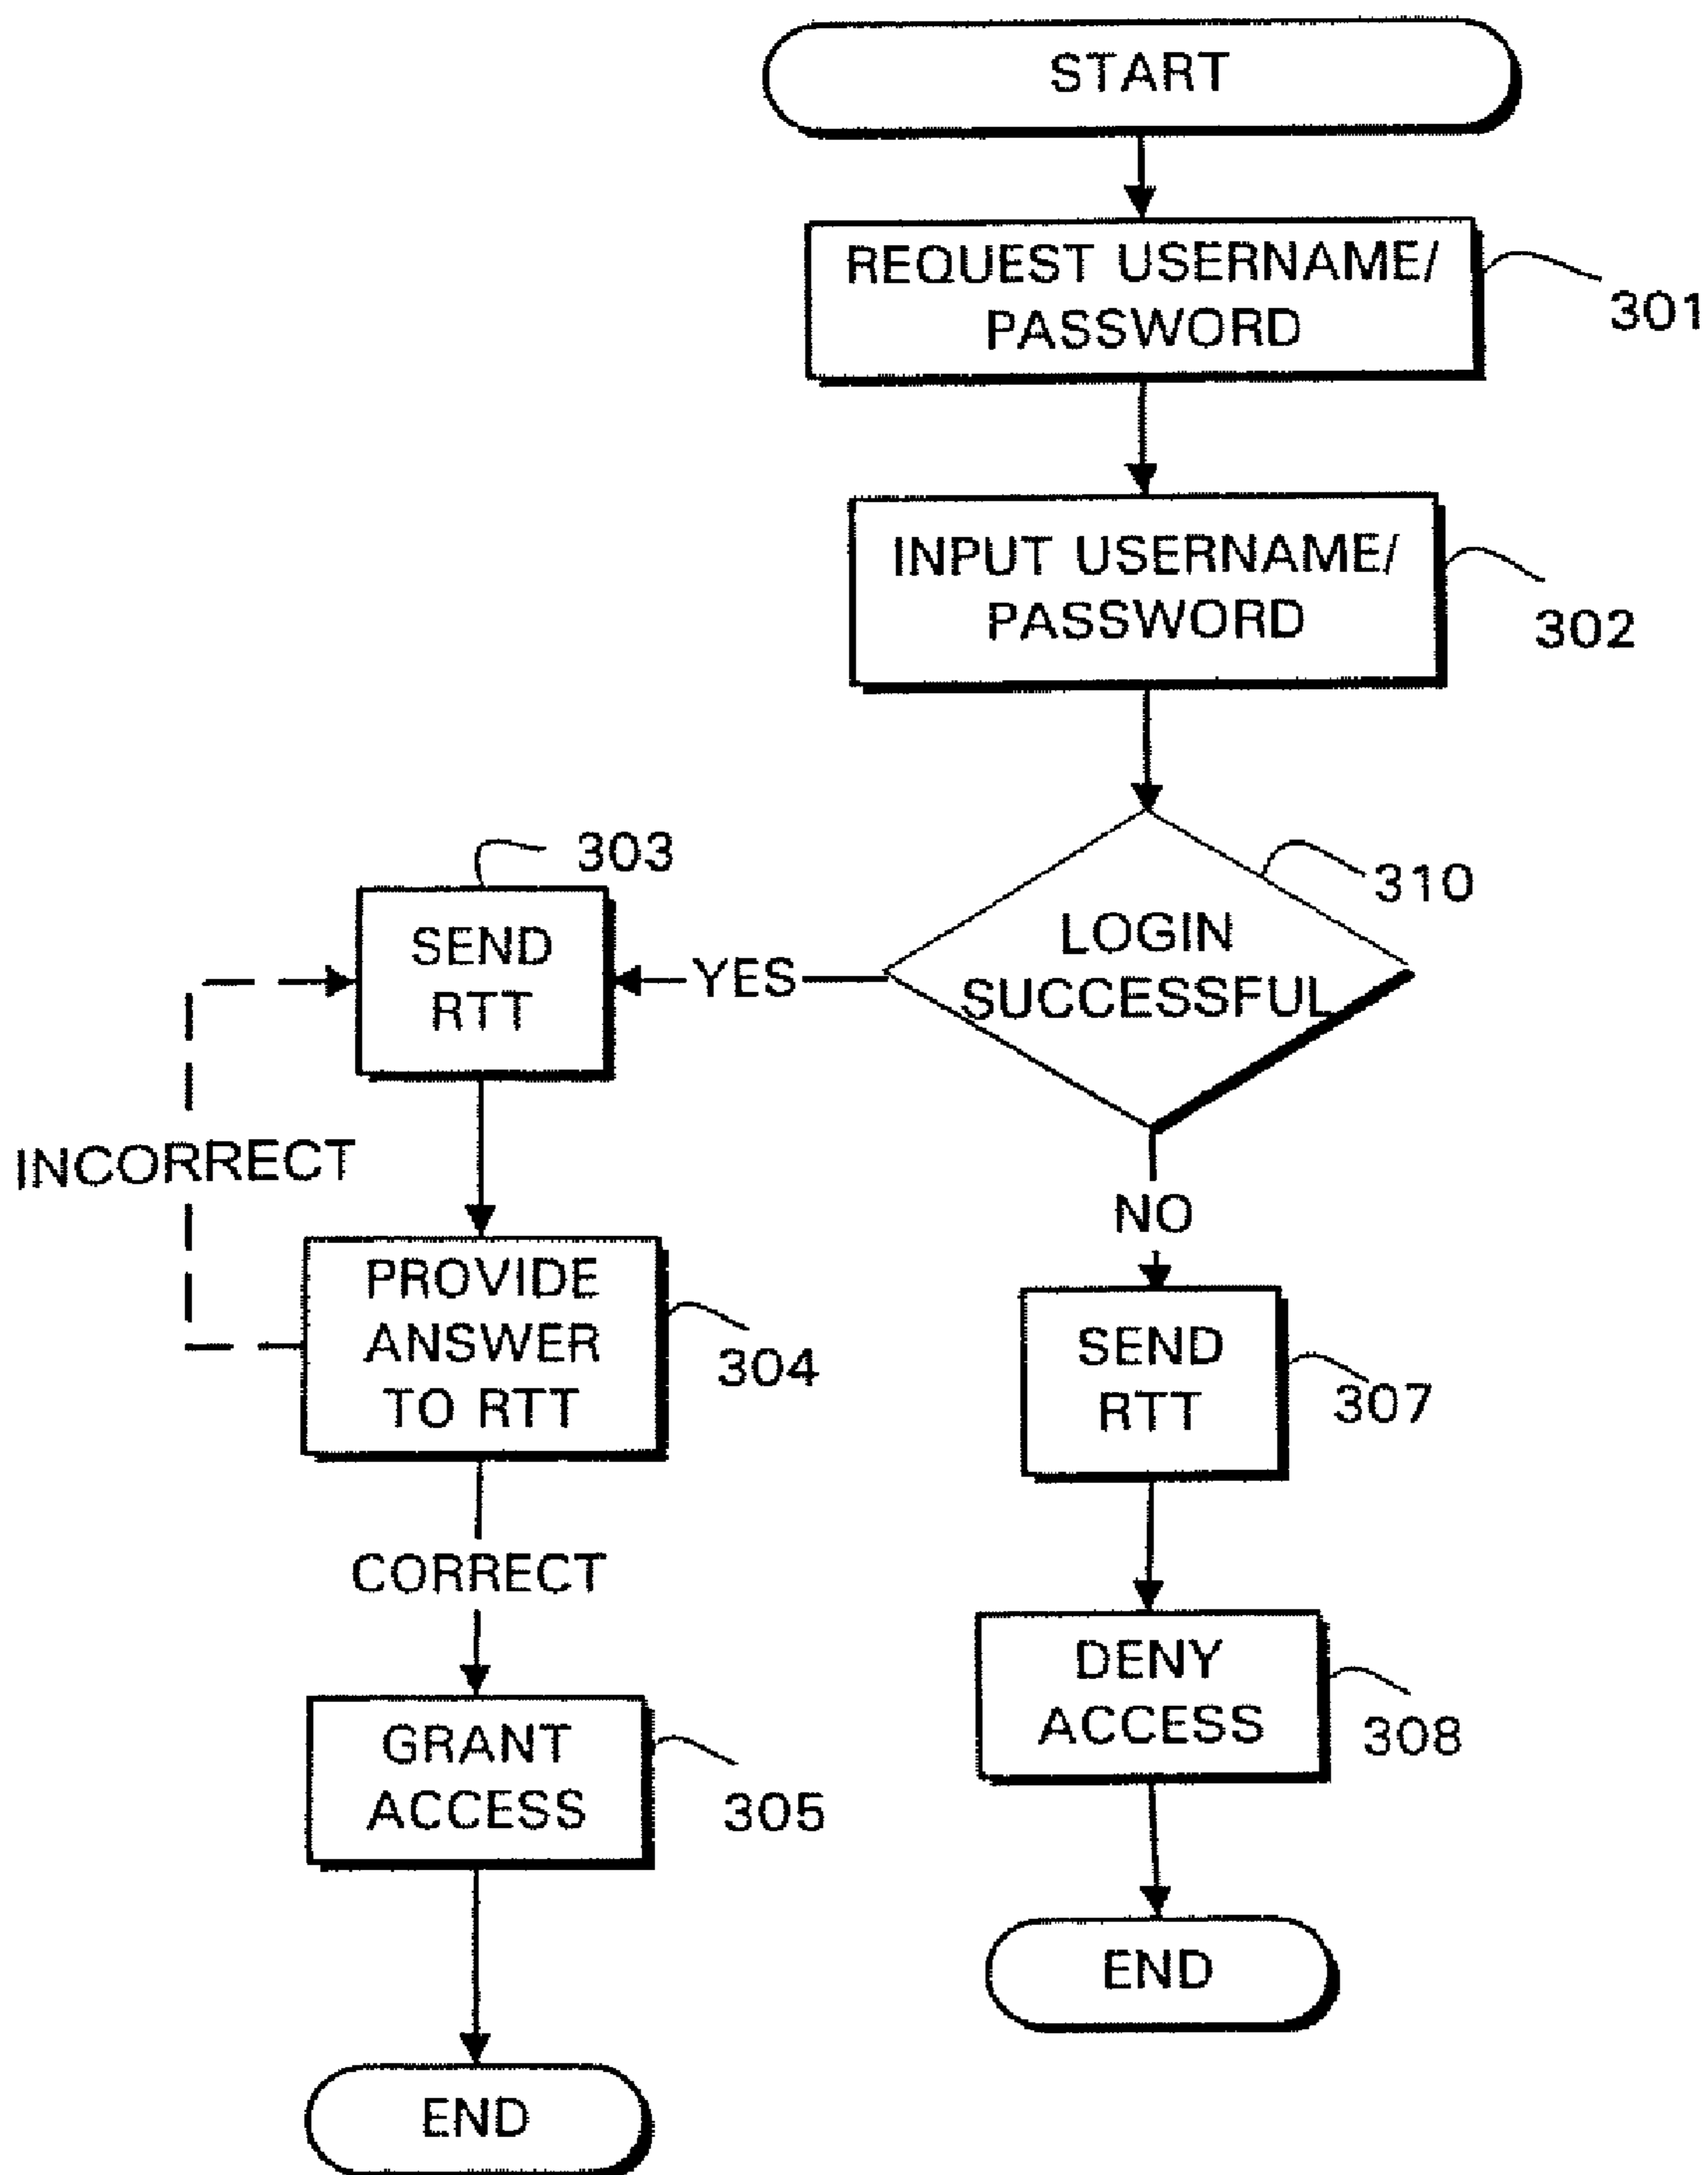 START
REQUEST USERNAME/
PASSWORD
301
INPUT USERNAME/
PASSWORD
302
303
310
SEND
RTT
YES
LOGIN
SUCCESSFUL
INCORRECT
NO
PROVIDE
ANSWER
TO RTT
304
SEND
RTT
307
CORRECT
DENY
ACCESS
308
GRANT
ACCESS
305
END
END